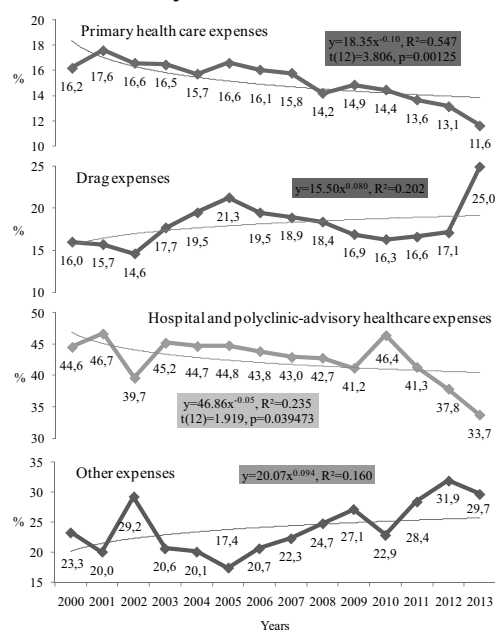 Primary health care expenses
y=18.35x^-0.10, R²=0.547
t(12)=3.806, p=0.00125
%
20
18
16
14
12
10
16,2 17,6 16,6 16,5 15,7 16,6 16,1 15,8 14,2 14,9 14,4 13,6 13,1 11,6
Drag expenses
y=15.50x^0.080, R²=0.202
%
25
20
15
10
16,0 15,7 14,6 17,7 19,5 21,3 19,5 18,9 18,4 16,9 16,3 16,6 17,1 25,0
Hospital and polyclinic-advisory healthcare expenses
%
50
45
40
35
30
44,6 46,7 39,7 45,2 44,7 44,8 43,8 43,0 42,7 41,2 46,4 41,3 37,8 33,7
y=46.86x^-0.05, R²=0.235
t(12)=1.919, p=0.039473
Other expenses
y=20.07x^0.094, R²=0.160
%
35
30
25
20
15
23,3 20,0 29,2 20,6 20,1 17,4 20,7 22,3 24,7 27,1 22,9 28,4 31,9 29,7
2000 2001 2002 2003 2004 2005 2006 2007 2008 2009 2010 2011 2012 2013
Years